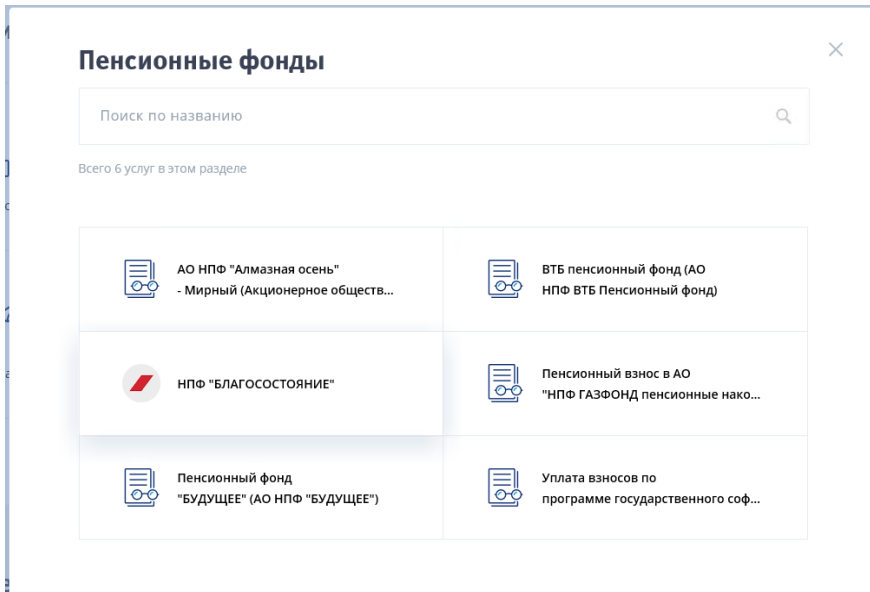 Пенсионные фонды
Поиск по названию
Всего 6 услуг в этом разделе
АО НПФ "Алмазная осень"
- Мирный (Акционерное обществ...
ВТБ пенсионный фонд (АО
НПФ ВТБ Пенсионный фонд)
НПФ "БЛАГОСОСТОЯНИЕ"
Пенсионный взнос в АО
"НПФ ГАЗФОНД пенсионные нако...
Пенсионный фонд
"БУДУЩЕЕ" (АО НПФ "БУДУЩЕЕ")
Уплата взносов по
программе государственного соф...